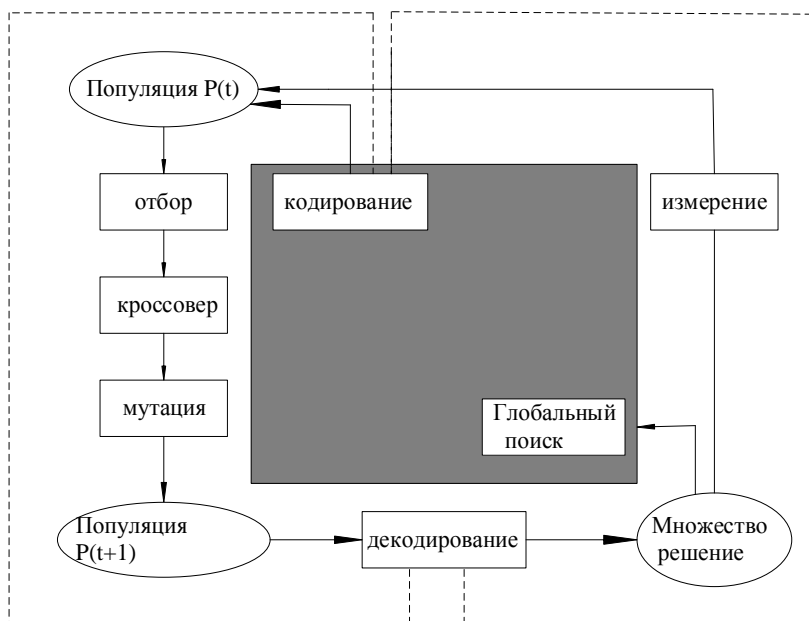 Популяция P(t)
отбор
кодирование
измерение
кроссовер
мутация
Глобальный
поиск
Популяция
P(t+1)
декодирование
Множество
решение